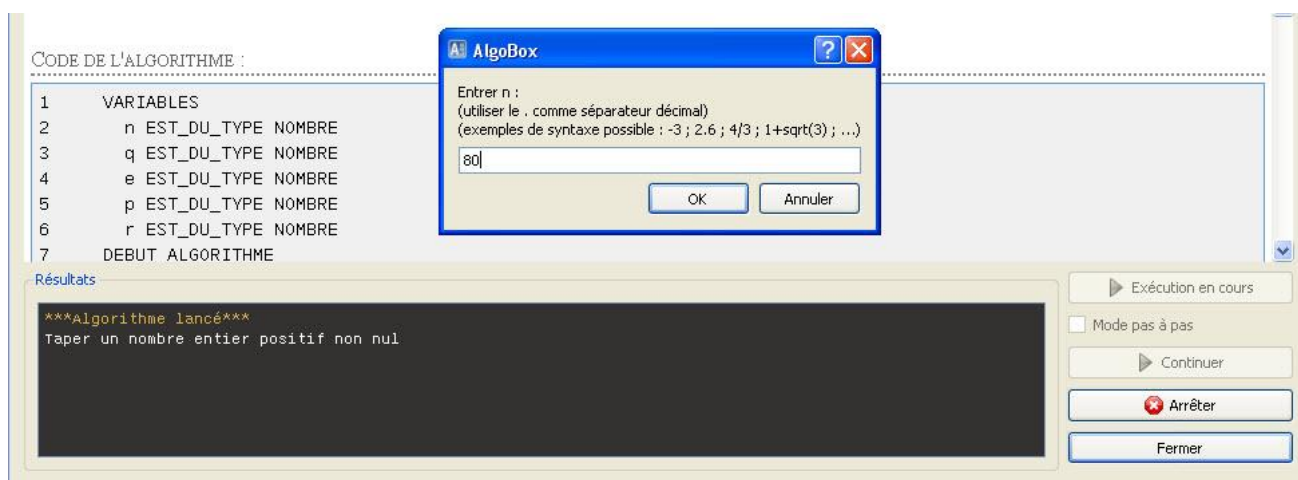 CODE DE L'ALGORITHME :
1 VARIABLES
2 n EST_DU_TYPE NOMBRE
3 q EST_DU_TYPE NOMBRE
4 e EST_DU_TYPE NOMBRE
5 p EST_DU_TYPE NOMBRE
6 r EST_DU_TYPE NOMBRE
7 DEBUT ALGORITHME
AlgoBox
Entrer n :
(utiliser le . comme séparateur décimal)
(exemples de syntaxe possible : -3 ; 2.6 ; 4/3 ; 1+sqrt(3) ; ...)
80
OK Annuler
Résultats
***Algorithme lancé***
Taper un nombre entier positif non nul
Exécution en cours
Mode pas à pas
Continuer
Arrêter
Fermer